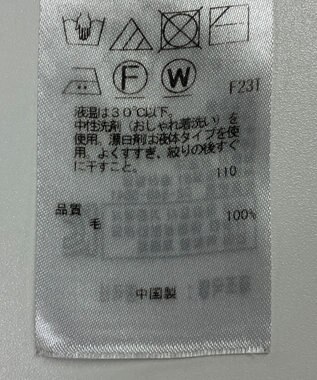 F
W
F23T
液温は30℃以下。
中性洗剤（おしゃれ着洗い）を
使用。漂白剤は液体タイプを使
用。よくすすぎ、絞りの後すぐ
に干すこと。
110
品質
毛 100%
中国製